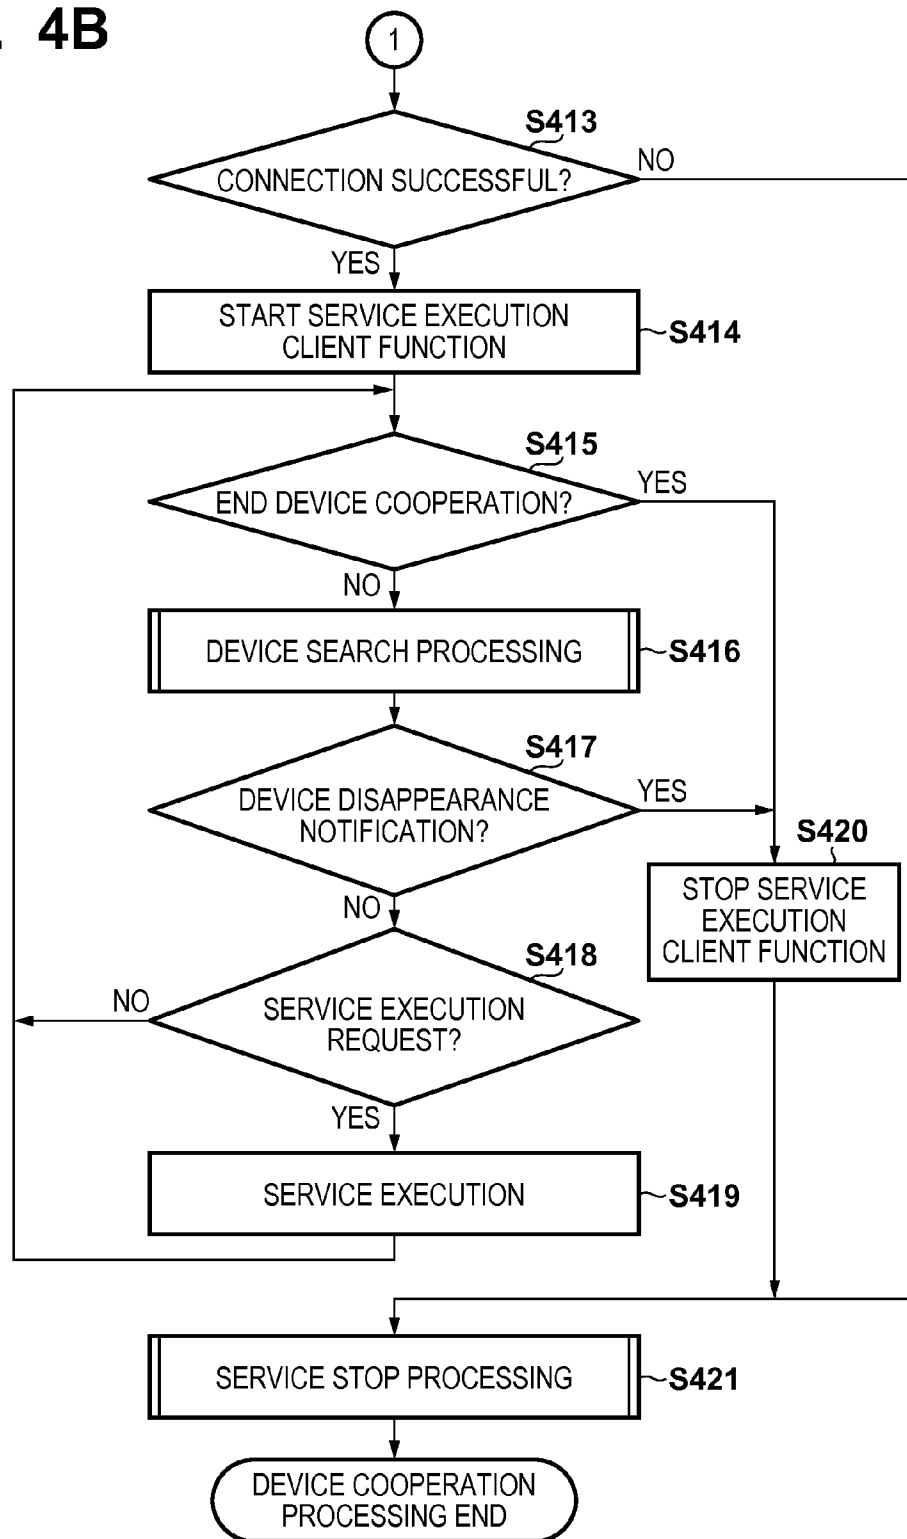 4B
1
S413
CONNECTION SUCCESSFUL?
NO
YES
START SERVICE EXECUTION
CLIENT FUNCTION
S414
S415
END DEVICE COOPERATION?
YES
NO
DEVICE SEARCH PROCESSING
S416
S417
DEVICE DISAPPEARANCE
NOTIFICATION?
YES
NO
S420
STOP SERVICE
EXECUTION
CLIENT FUNCTION
S418
SERVICE EXECUTION
REQUEST?
NO
YES
SERVICE EXECUTION
S419
SERVICE STOP PROCESSING
S421
DEVICE COOPERATION
PROCESSING END